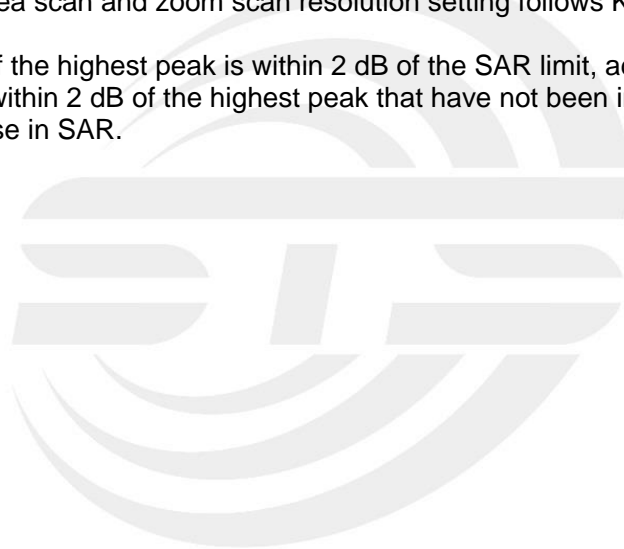 ea scan and zoom scan resolution setting follows K
f the highest peak is within 2 dB of the SAR limit, a
within 2 dB of the highest peak that have not been i
se in SAR.
STS